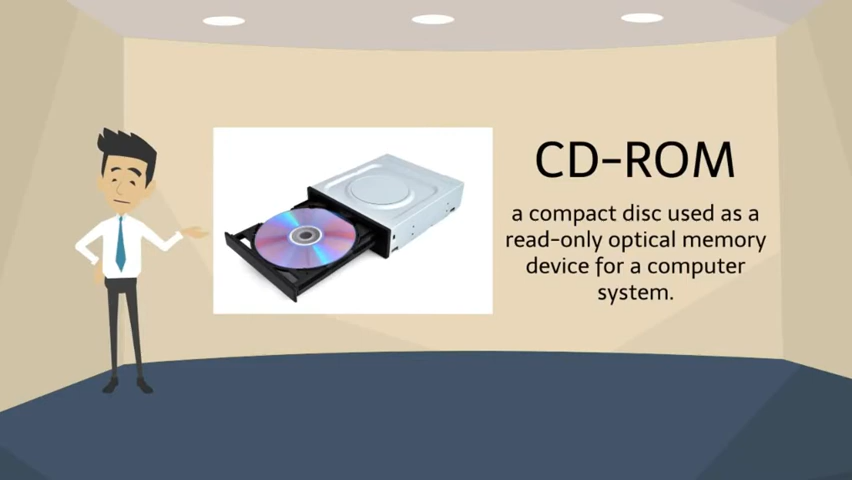 CD-ROM
a compact disc used as a
read-only optical memory
device for a computer
system.